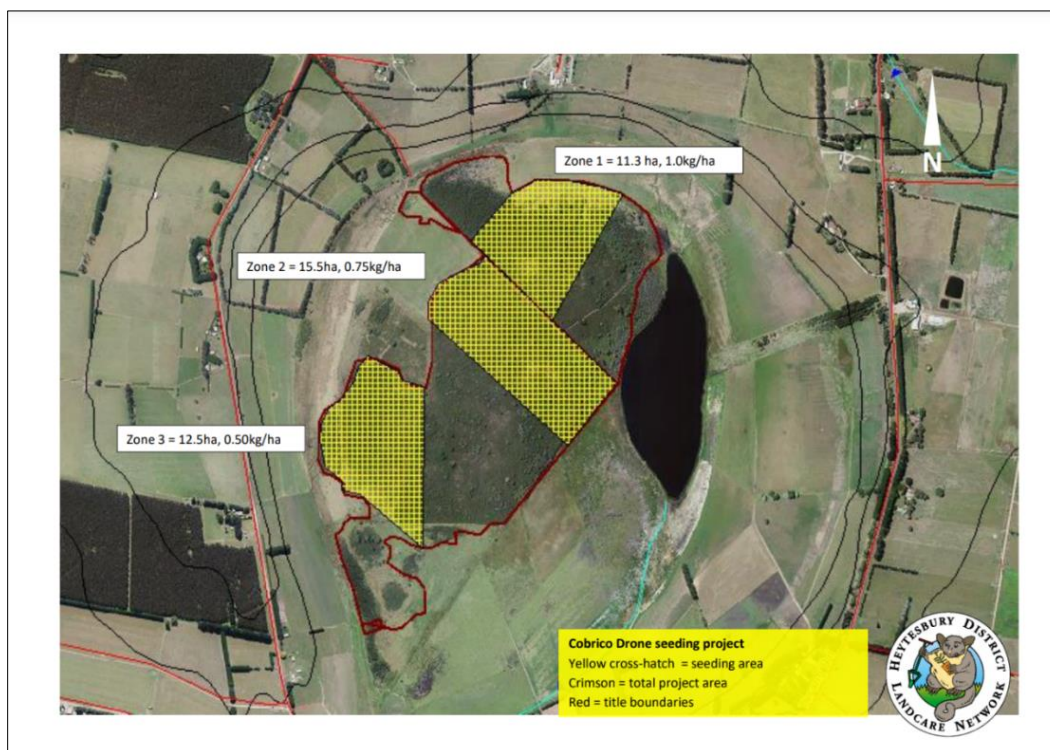 Zone 1 = 11.3 ha, 1.0kg/ha
N
Zone 2 = 15.5ha, 0.75kg/ha
Zone 3 = 12.5ha, 0.50kg/ha
Cobrico Drone seeding project
Yellow cross-hatch  = seeding area
Crimson = total project area
Red = title boundaries
HEYTESBURY DISTRICT
LANDCARE NETWORK